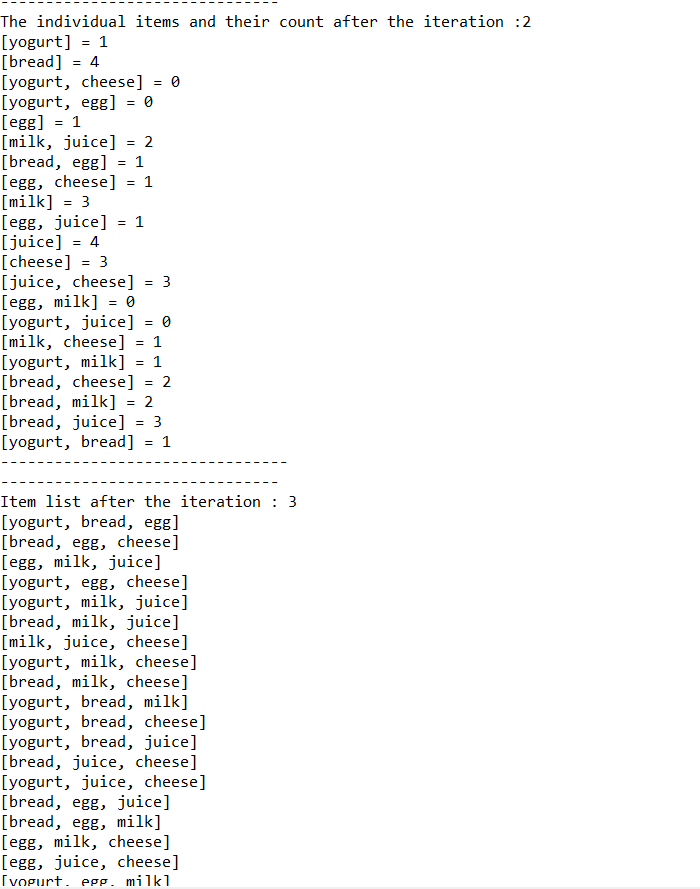 -------------------------------
The individual items and their count after the iteration :2
[yogurt] = 1
[bread] = 4
[yogurt, cheese] = 0
[yogurt, egg] = 0
[egg] = 1
[milk, juice] = 2
[bread, egg] = 1
[egg, cheese] = 1
[milk] = 3
[egg, juice] = 1
[juice] = 4
[cheese] = 3
[juice, cheese] = 3
[egg, milk] = 0
[yogurt, juice] = 0
[milk, cheese] = 1
[yogurt, milk] = 1
[bread, cheese] = 2
[bread, milk] = 2
[bread, juice] = 3
[yogurt, bread] = 1
--------------------------------
-------------------------------
Item list after the iteration : 3
[yogurt, bread, egg]
[bread, egg, cheese]
[egg, milk, juice]
[yogurt, egg, cheese]
[yogurt, milk, juice]
[bread, milk, juice]
[milk, juice, cheese]
[yogurt, milk, cheese]
[bread, milk, cheese]
[yogurt, bread, milk]
[yogurt, bread, cheese]
[yogurt, bread, juice]
[bread, juice, cheese]
[yogurt, juice, cheese]
[bread, egg, juice]
[bread, egg, milk]
[egg, milk, cheese]
[egg, juice, cheese]
[yogurt, egg, milk]